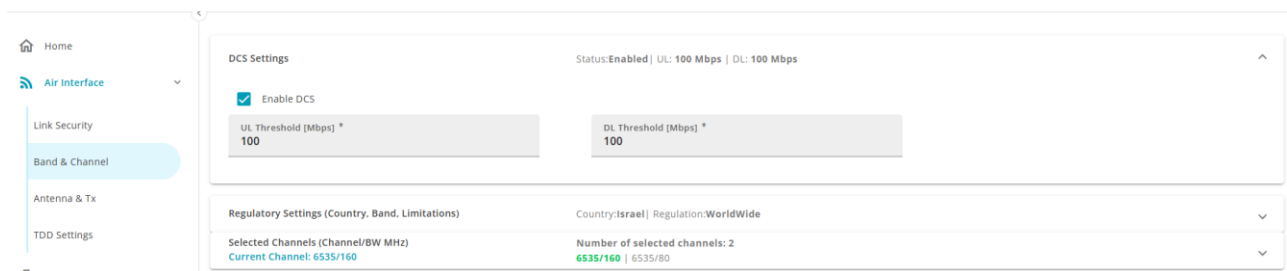 Home
Air Interface
Link Security
Band & Channel
Antenna & Tx
TDD Settings
DCS Settings
Status:Enabled| UL: 100 Mbps | DL: 100 Mbps
Enable DCS
UL Threshold [Mbps] *
100
DL Threshold [Mbps] *
100
Regulatory Settings (Country, Band, Limitations)
Country:Israel| Regulation:WorldWide
Selected Channels (Channel/BW MHz)
Current Channel: 6535/160
Number of selected channels: 2
6535/160 | 6535/80